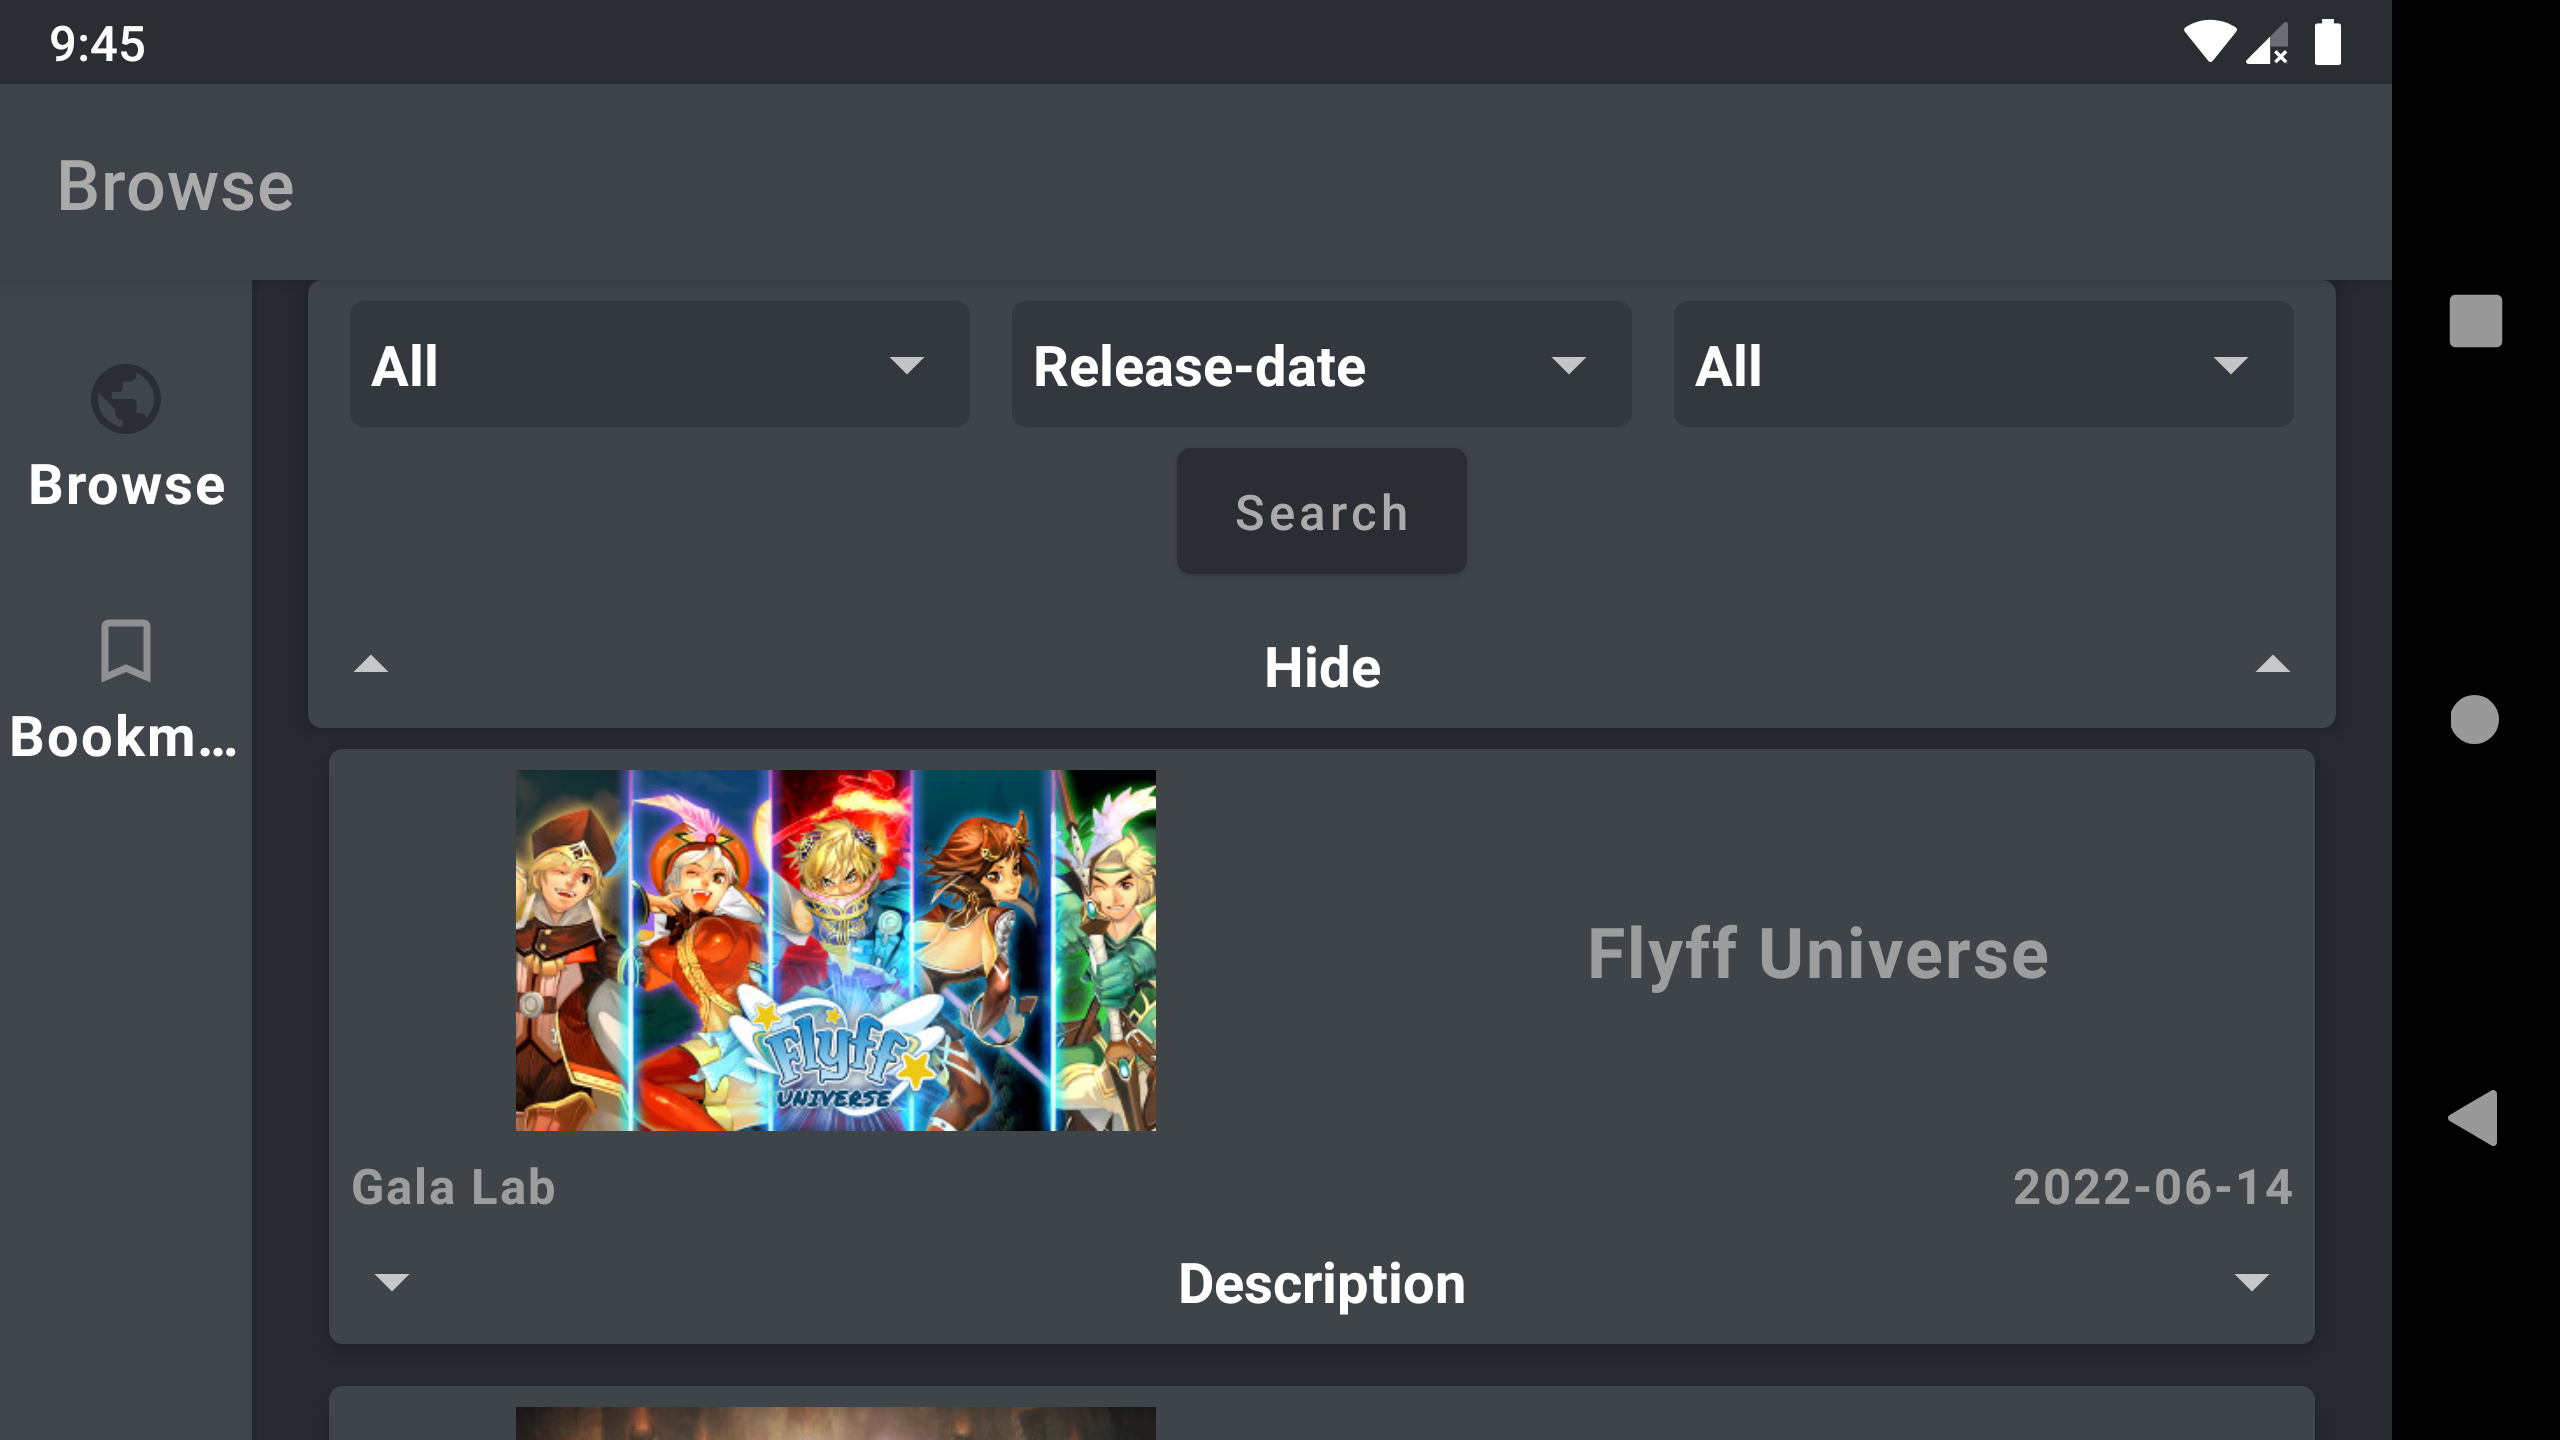 9:45
Browse
Browse
Bookm...
All
Release-date
All
Search
Hide
Flyff
UNIVERSE
Flyff Universe
Gala Lab
2022-06-14
Description